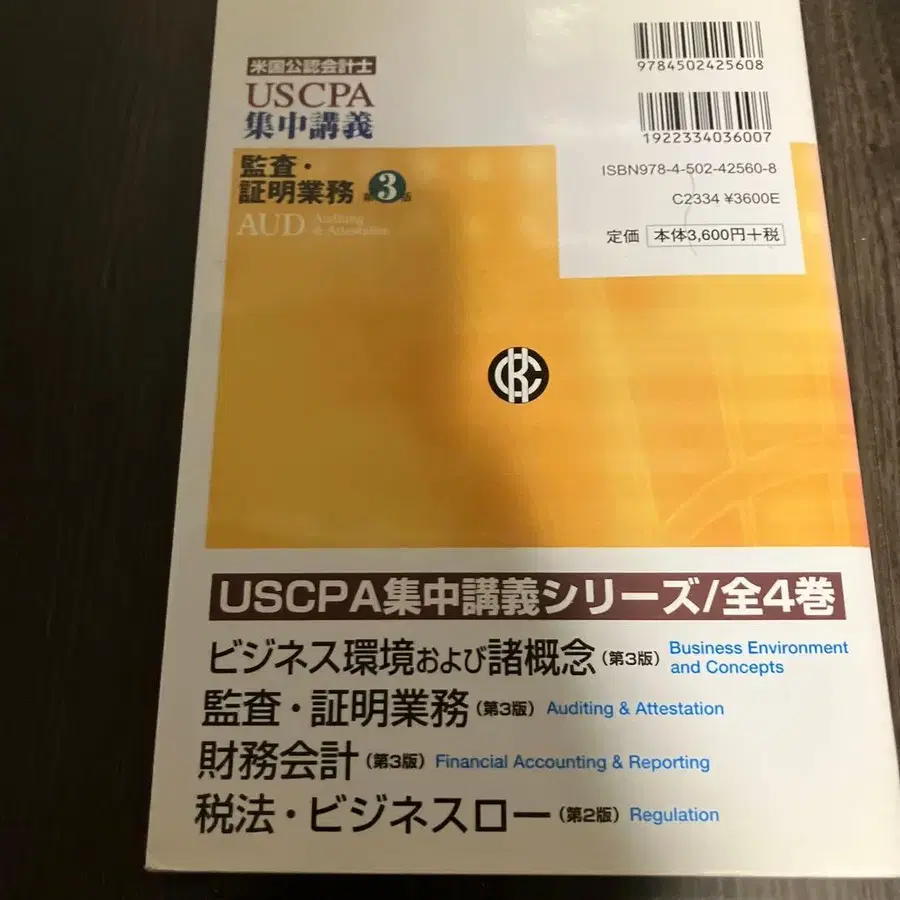 米国公認会計士
USCPA
集中講義
監査・
証明業務 第3版
AUD Auditing
& Attestation
9784502425608
1922334036007
ISBN978-4-502-42560-8
C2334 ¥3600E
定価 本体3,600円+税
USCPA集中講義シリーズ/全4巻
ビジネス環境および諸概念(第3版) Business Environment
and Concepts
監査・証明業務(第3版) Auditing & Attestation
財務会計(第3版) Financial Accounting & Reporting
税法・ビジネスロー(第2版) Regulation